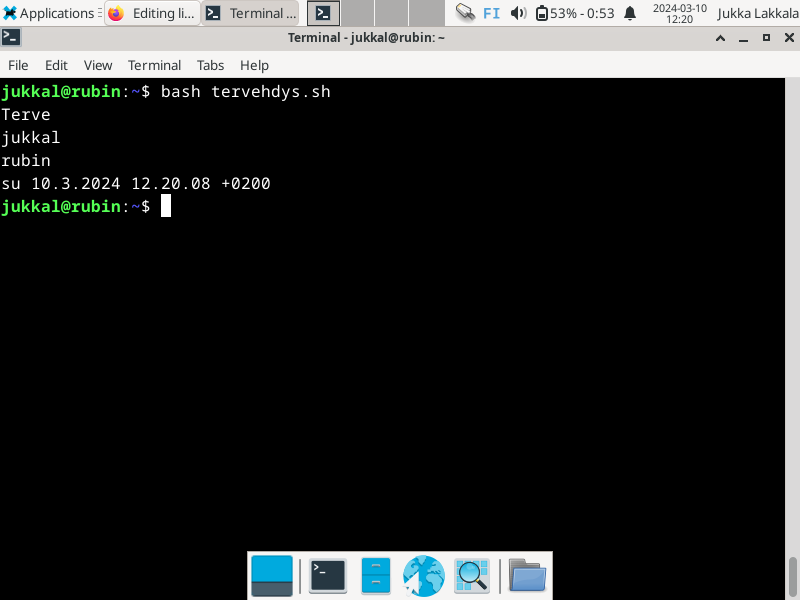 Applications
Editing li...
Terminal ...
FI
53% - 0:53
2024-03-10
12:20
Jukka Lakkala
Terminal - jukkal@rubin: ~
File Edit View Terminal Tabs Help
jukkal@rubin:~$ bash tervehdys.sh
Terve
jukkal
rubin
su 10.3.2024 12.20.08 +0200
jukkal@rubin:~$